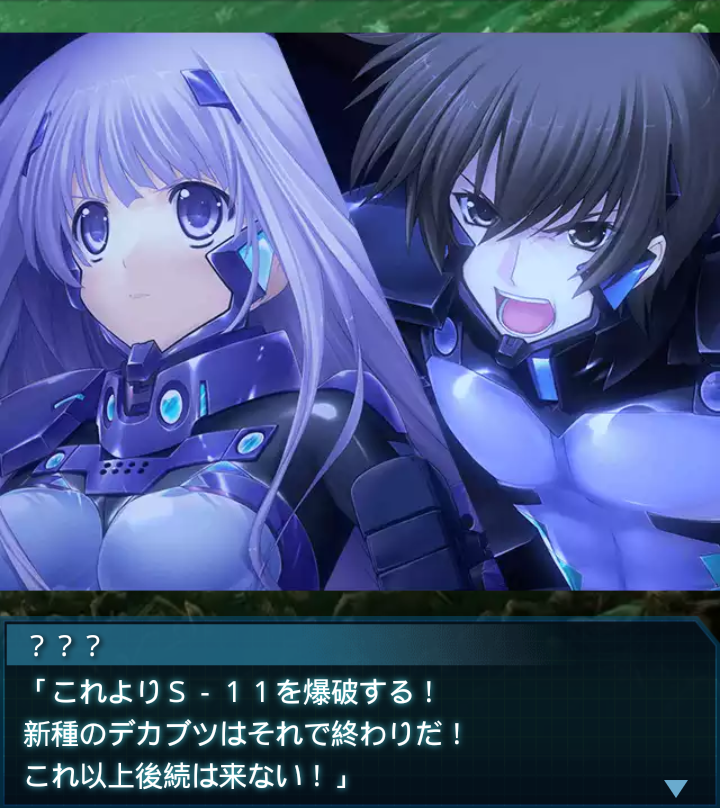 ？？？
「これよりＳ‐１１を爆破する！
新種のデカブツはそれで終わりだ！
これ以上後続は来ない！」